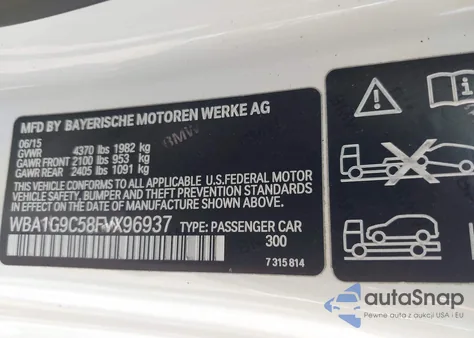 MFD BY BAYERISCHE MOTOREN WERKE AG
06/15
GVWR 4370 lbs 1982 kg
GAWR FRONT 2100 lbs 953 kg
GAWR REAR 2405 lbs 1091 kg
BMW
THIS VEHICLE CONFORMS TO ALL APPLICABLE U.S.FEDERAL MOTOR
VEHICLE SAFETY, BUMPER, AND THEFT PREVENTION STANDARDS
IN EFFECT ON THE DATE OF MANUFACTURE SHOWN ABOVE.
WBA1G9C58FVX96937 TYPE: PASSENGER CAR
300
7 315 814
autoSnap
Pewne auta z aukcji USA i EU